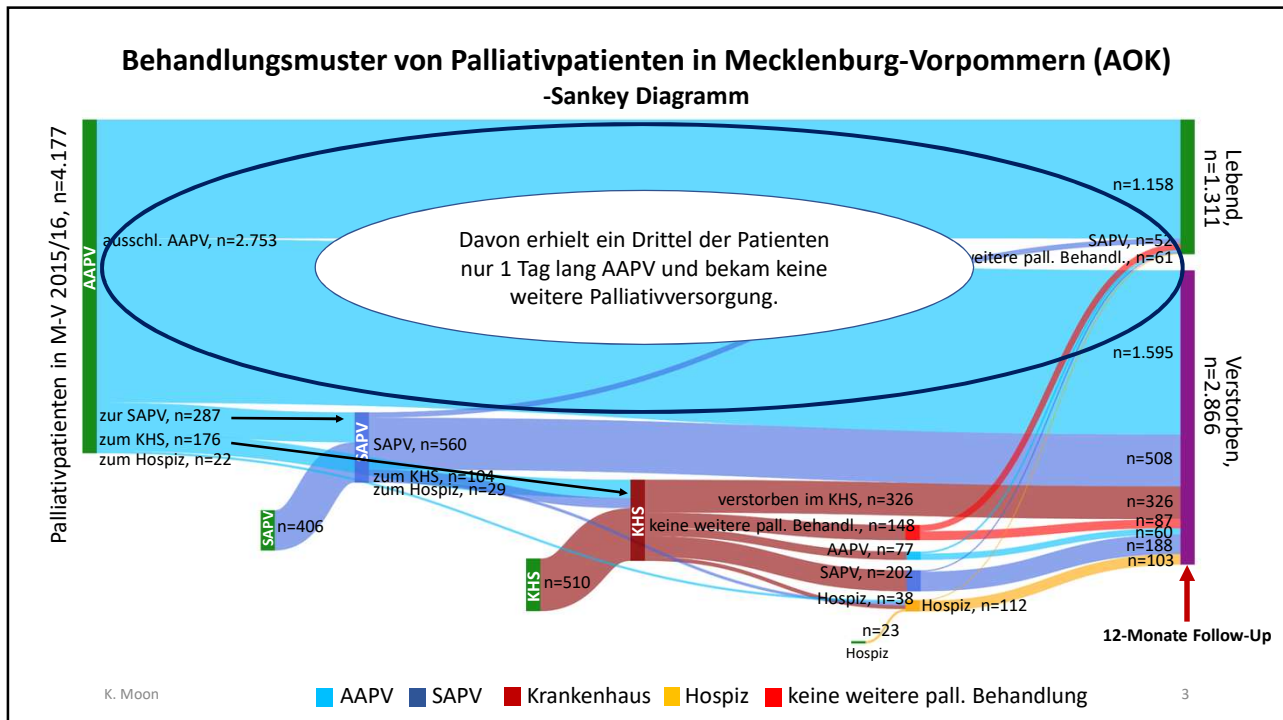 Behandlungsmuster von Palliativpatienten in Mecklenburg-Vorpommern (AOK)
-Sankey Diagramm
Palliativpatienten in M-V 2015/16, n=4.177
AAPV
ausschl. AAPV, n=2.753
Davon erhielt ein Drittel der Patienten
nur 1 Tag lang AAPV und bekam keine
weitere Palliativversorgung.
n=1.158
SAPV, n=52
weitere pall. Behandl., n=61
Lebend,
n=1.311
n=1.595
Verstorben,
n=2.866
zur SAPV, n=287
zum KHS, n=176
zum Hospiz, n=22
SAPV
SAPV, n=560
zum KHS, n=104
zum Hospiz, n=29
SAPV
n=406
KHS
verstorben im KHS, n=326
keine weitere pall. Behandl., n=148
AAPV, n=77
SAPV, n=202
Hospiz, n=38
Hospiz, n=112
KHS
n=510
n=23
Hospiz
n=508
n=326
n=87
n=60
n=188
n=103
12-Monate Follow-Up
K. Moon
AAPV
SAPV
Krankenhaus
Hospiz
keine weitere pall. Behandlung
3